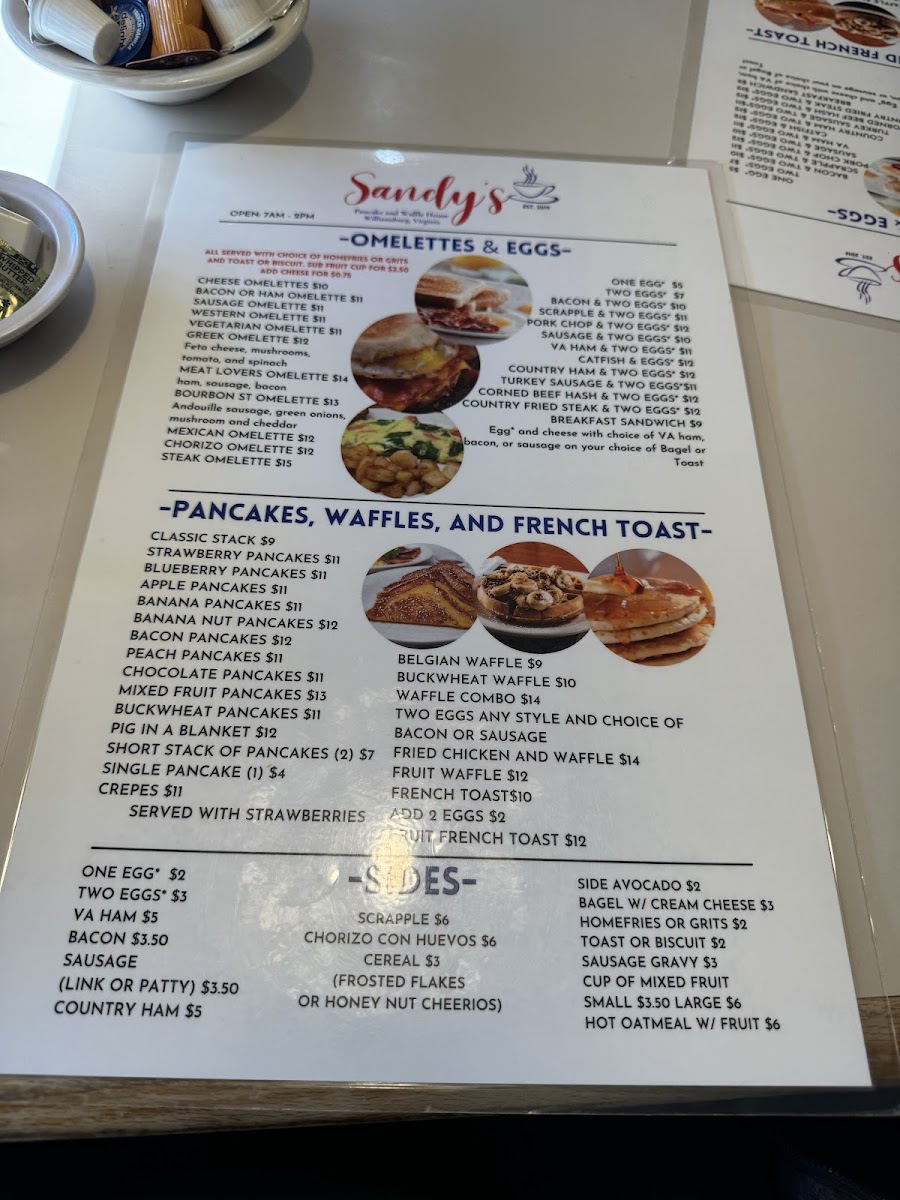 Sandy's
EST. 2014
Pancake and Waffle House
Williamsburg, Virginia
OPEN: 7AM - 2PM
-OMELETTES & EGGS-
ALL SERVED WITH CHOICE OF HOMEFRIES OR GRITS
AND TOAST OR BISCUIT. SUB FRUIT CUP FOR $2.50
ADD CHEESE FOR $0.75
CHEESE OMELETTES $10
BACON OR HAM OMELETTE $11
SAUSAGE OMELETTE $11
WESTERN OMELETTE $11
VEGETARIAN OMELETTE $11
GREEK OMELETTE $12
Feta cheese, mushrooms,
tomato, and spinach
MEAT LOVERS OMELETTE $14
ham, sausage, bacon
BOURBON ST OMELETTE $13
Andouille sausage, green onions,
mushroom and cheddar
MEXICAN OMELETTE $12
CHORIZO OMELETTE $12
STEAK OMELETTE $15
ONE EGG* $5
TWO EGGS* $7
BACON & TWO EGGS* $10
SCRAPPLE & TWO EGGS* $11
PORK CHOP & TWO EGGS* $12
SAUSAGE & TWO EGGS* $10
VA HAM & TWO EGGS* $11
CATFISH & EGGS* $12
COUNTRY HAM & TWO EGGS* $12
TURKEY SAUSAGE & TWO EGGS*$11
CORNED BEEF HASH & TWO EGGS* $12
COUNTRY FRIED STEAK & TWO EGGS* $12
BREAKFAST SANDWICH $9
Egg* and cheese with choice of VA ham,
bacon, or sausage on your choice of Bagel or
Toast
-PANCAKES, WAFFLES, AND FRENCH TOAST-
CLASSIC STACK $9
STRAWBERRY PANCAKES $11
BLUEBERRY PANCAKES $11
APPLE PANCAKES $11
BANANA PANCAKES $11
BANANA NUT PANCAKES $12
BACON PANCAKES $12
PEACH PANCAKES $11
CHOCOLATE PANCAKES $11
MIXED FRUIT PANCAKES $13
BUCKWHEAT PANCAKES $11
PIG IN A BLANKET $12
SHORT STACK OF PANCAKES (2) $7
SINGLE PANCAKE (1) $4
CREPES $11
SERVED WITH STRAWBERRIES
BELGIAN WAFFLE $9
BUCKWHEAT WAFFLE $10
WAFFLE COMBO $14
TWO EGGS ANY STYLE AND CHOICE OF
BACON OR SAUSAGE
FRIED CHICKEN AND WAFFLE $14
FRUIT WAFFLE $12
FRENCH TOAST$10
ADD 2 EGGS $2
FRUIT FRENCH TOAST $12
-SIDES-
ONE EGG* $2
TWO EGGS* $3
VA HAM $5
BACON $3.50
SAUSAGE
(LINK OR PATTY) $3.50
COUNTRY HAM $5
SCRAPPLE $6
CHORIZO CON HUEVOS $6
CEREAL $3
(FROSTED FLAKES
OR HONEY NUT CHEERIOS)
SIDE AVOCADO $2
BAGEL W/ CREAM CHEESE $3
HOMEFRIES OR GRITS $2
TOAST OR BISCUIT $2
SAUSAGE GRAVY $3
CUP OF MIXED FRUIT
SMALL $3.50 LARGE $6
HOT OATMEAL W/ FRUIT $6